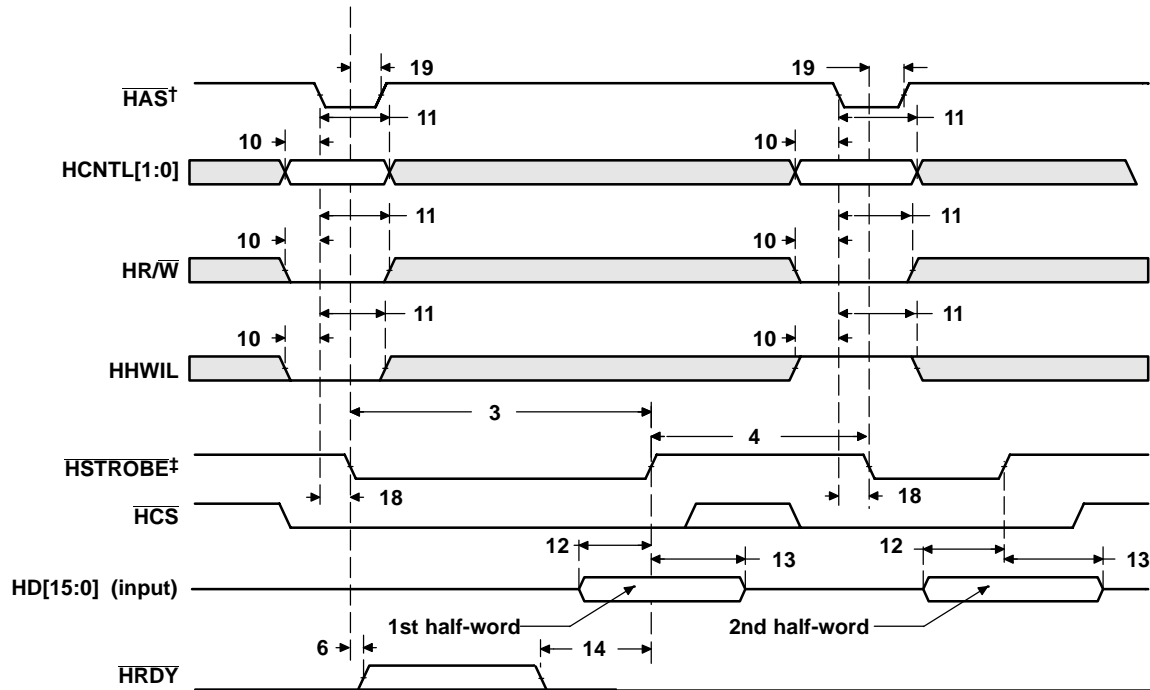 19 19
HAS†
11 11
10 10
HCNTL[1:0]
11 11
10 10
HR/W
11 11
10 10
HHWIL
3
4
HSTROBE‡
18 18
HCS
12 12
13 13
HD[15:0] (input)
1st half-word 2nd half-word
6 14
HRDY